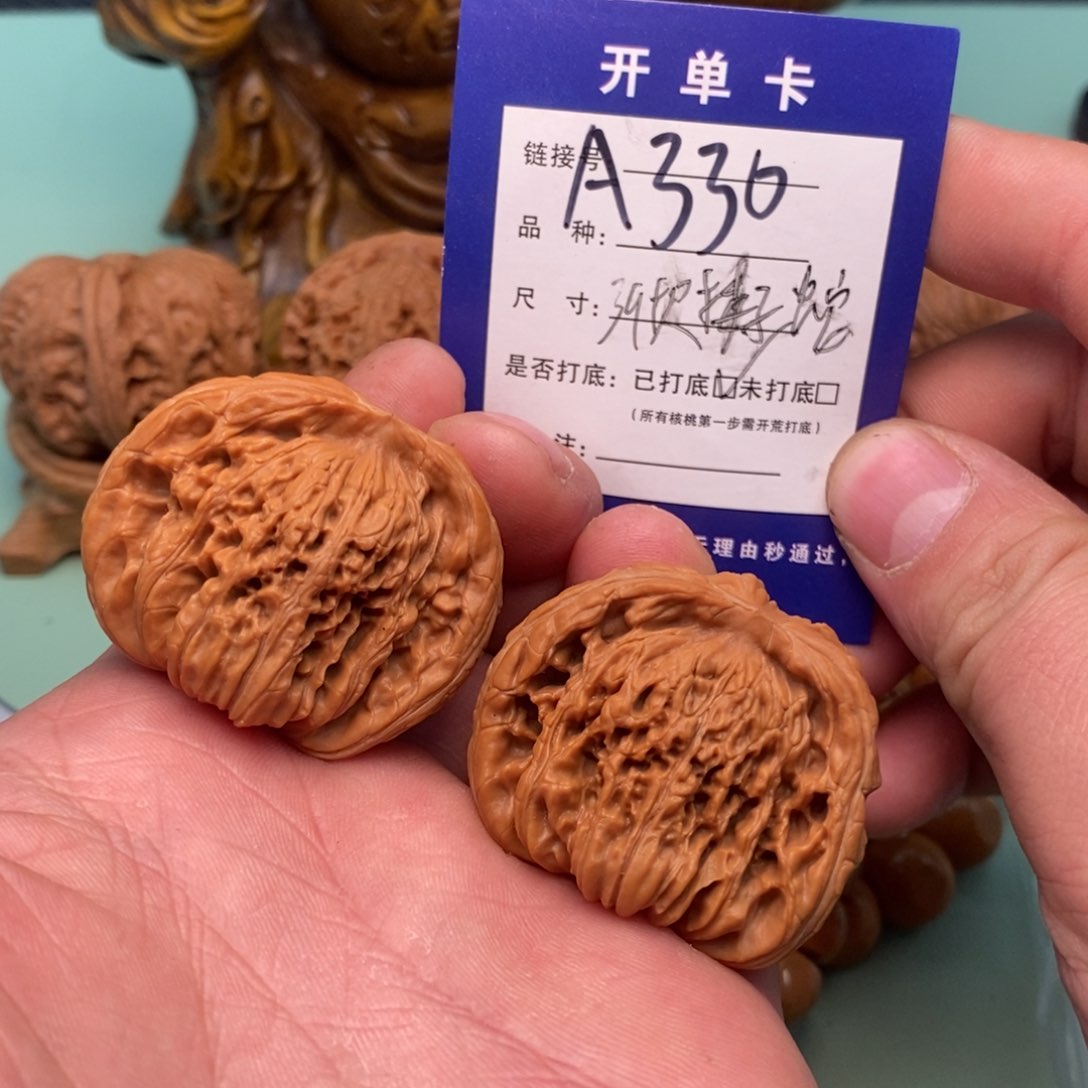 开单卡
链接号 A336
品 种:
尺 寸:
是否打底: 已打底☑未打底□
(所有核桃第一步需开荒打底)
注:
理由秒通过,